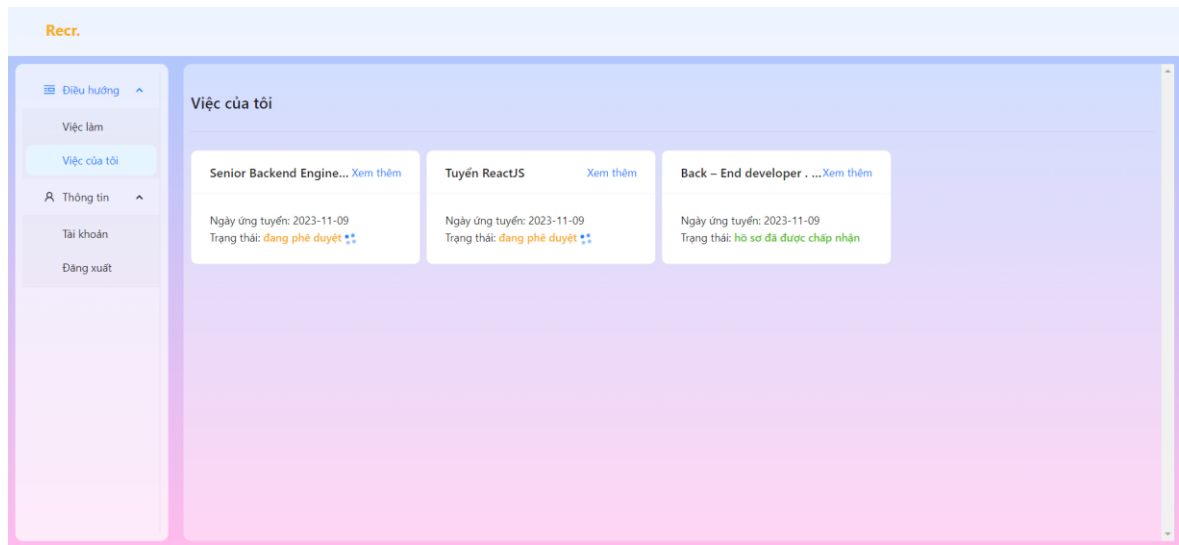 Recr.
Điều hướng
Việc làm
Việc của tôi
Thông tin
Tài khoản
Đăng xuất
Việc của tôi
Senior Backend Engine... Xem thêm
Ngày ứng tuyển: 2023-11-09
Trạng thái: đang phê duyệt
Tuyển ReactJS Xem thêm
Ngày ứng tuyển: 2023-11-09
Trạng thái: đang phê duyệt
Back – End developer . ... Xem thêm
Ngày ứng tuyển: 2023-11-09
Trạng thái: hồ sơ đã được chấp nhận